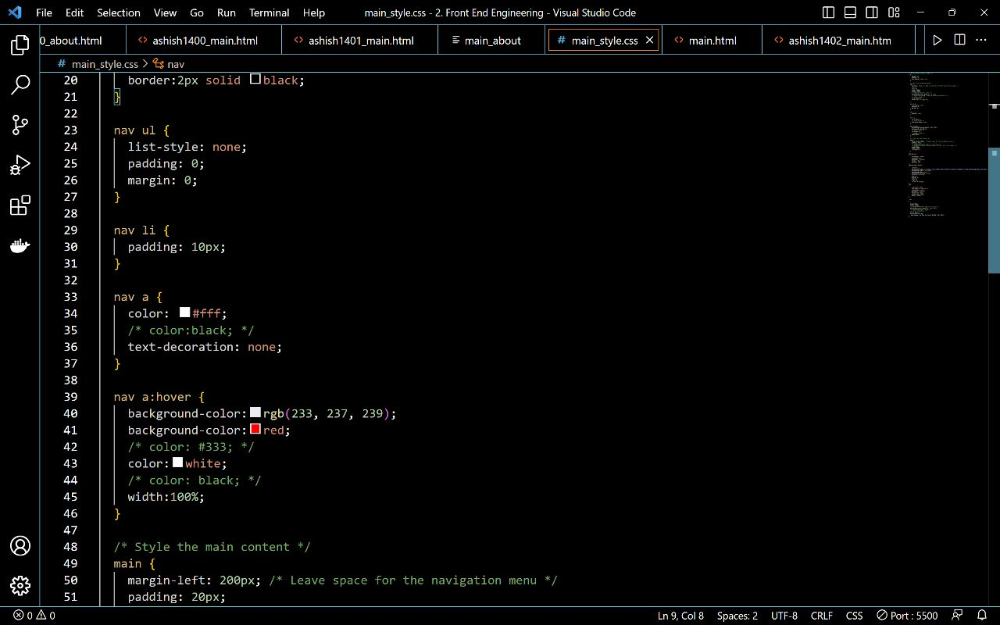 File Edit Selection View Go Run Terminal Help main_style.css - 2. Front End Engineering - Visual Studio Code
0_about.html ashish1400_main.html ashish1401_main.html main_about main_style.css main.html ashish1402_main.htm
main_style.css > nav
20 border:2px solid black;
21 }
22
23 nav ul {
24 list-style: none;
25 padding: 0;
26 margin: 0;
27 }
28
29 nav li {
30 padding: 10px;
31 }
32
33 nav a {
34 color: #fff;
35 /* color:black; */
36 text-decoration: none;
37 }
38
39 nav a:hover {
40 background-color:rgb(233, 237, 239);
41 background-color:red;
42 /* color: #333; */
43 color:white;
44 /* color: black; */
45 width:100%;
46 }
47
48 /* Style the main content */
49 main {
50 margin-left: 200px; /* Leave space for the navigation menu */
51 padding: 20px;
0 0 Ln 9, Col 8 Spaces: 2 UTF-8 CRLF CSS Port : 5500